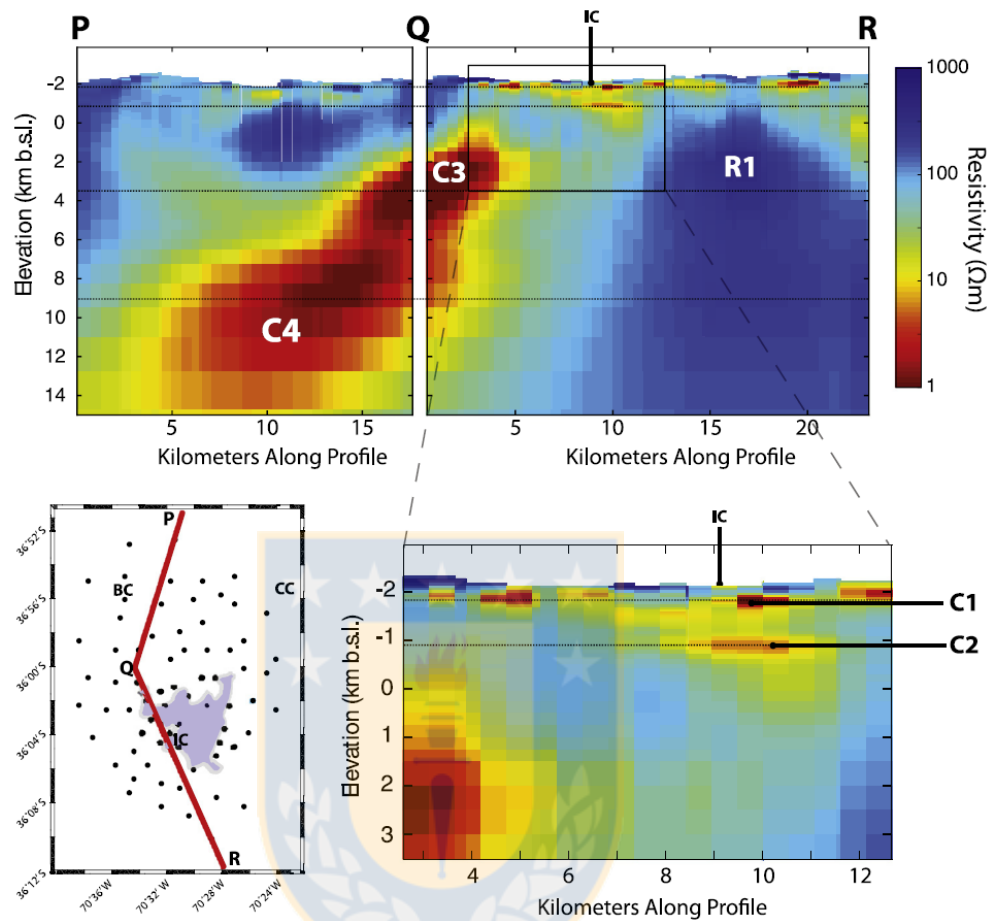 P Q IC R
-2
0
2
4
6
8
10
12
14
Elevation (km b.s.l.)
C3
R1
C4
5 10 15
5 10 15 20
Kilometers Along Profile
Kilometers Along Profile
1000
100
10
1
Resistivity (Ωm)
P
BC CC
Q
IC
R
36°52'S
36°56'S
36°00'S
36°04'S
36°08'S
36°12'S
70°36'W 70°32'W 70°28'W 70°24'W
IC
C1
C2
-2
-1
0
1
2
3
Elevation (km b.s.l.)
4 6 8 10 12
Kilometers Along Profile